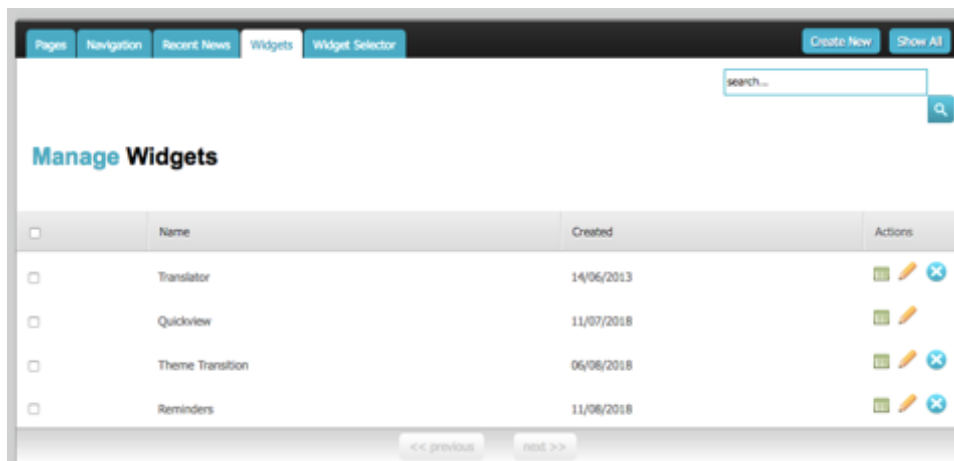 Pages Navigation Recent News Widgets Widget Selector Create New Show All
search...
Manage Widgets
Name Created Actions
Translator 14/06/2013
Quickview 11/07/2018
Theme Transition 06/08/2018
Reminders 11/08/2018
<< previous next >>